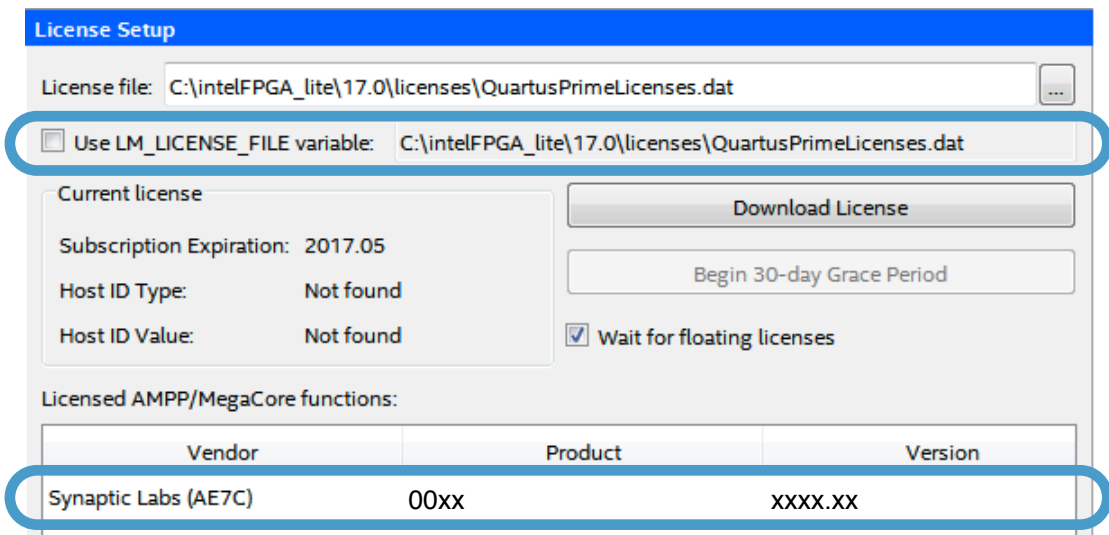 License Setup
License file: C:\intelFPGA_lite\17.0\licenses\QuartusPrimeLicenses.dat ...
Use LM_LICENSE_FILE variable: C:\intelFPGA_lite\17.0\licenses\QuartusPrimeLicenses.dat
Current license
Download License
Subscription Expiration: 2017.05
Begin 30-day Grace Period
Host ID Type: Not found
Host ID Value: Not found
Wait for floating licenses
Licensed AMPP/MegaCore functions:
Vendor Product Version
Synaptic Labs (AE7C) 00xx xxxx.xx